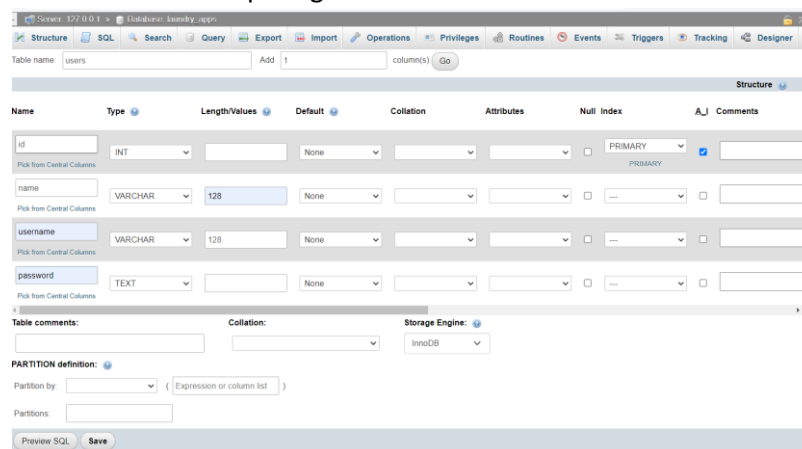 Server: 127.0.0.1 » Database: laundry_apps
Structure SQL Search Query Export Import Operations Privileges Routines Events Triggers Tracking Designer
Table name: users Add 1 column(s) Go
Structure
Name Type Length/Values Default Collation Attributes Null Index A_I Comments
id INT None PRIMARY
Pick from Central Columns PRIMARY
name VARCHAR 128 None ---
Pick from Central Columns
username VARCHAR 128 None ---
Pick from Central Columns
password TEXT None ---
Pick from Central Columns
Table comments: Collation: Storage Engine:
InnoDB
PARTITION definition:
Partition by: ( Expression or column list )
Partitions:
Preview SQL Save